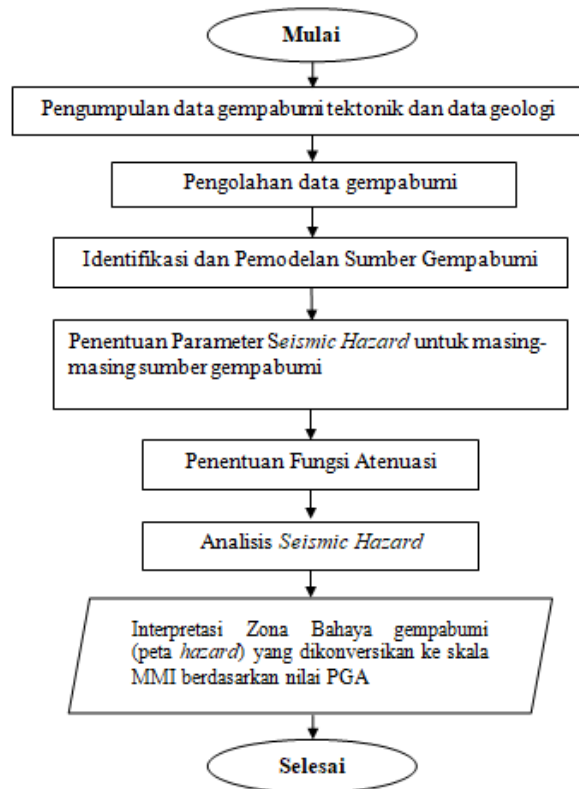 Mulai
Pengumpulan data gempabumi tektonik dan data geologi
Pengolahan data gempabumi
Identifikasi dan Pemodelan Sumber Gempabumi
Penentuan Parameter Seismic Hazard untuk masing-
masing sumber gempabumi
Penentuan Fungsi Atenuasi
Analisis Seismic Hazard
Interpretasi Zona Bahaya gempabumi
(peta hazard) yang dikonversikan ke skala
MMI berdasarkan nilai PGA
Selesai